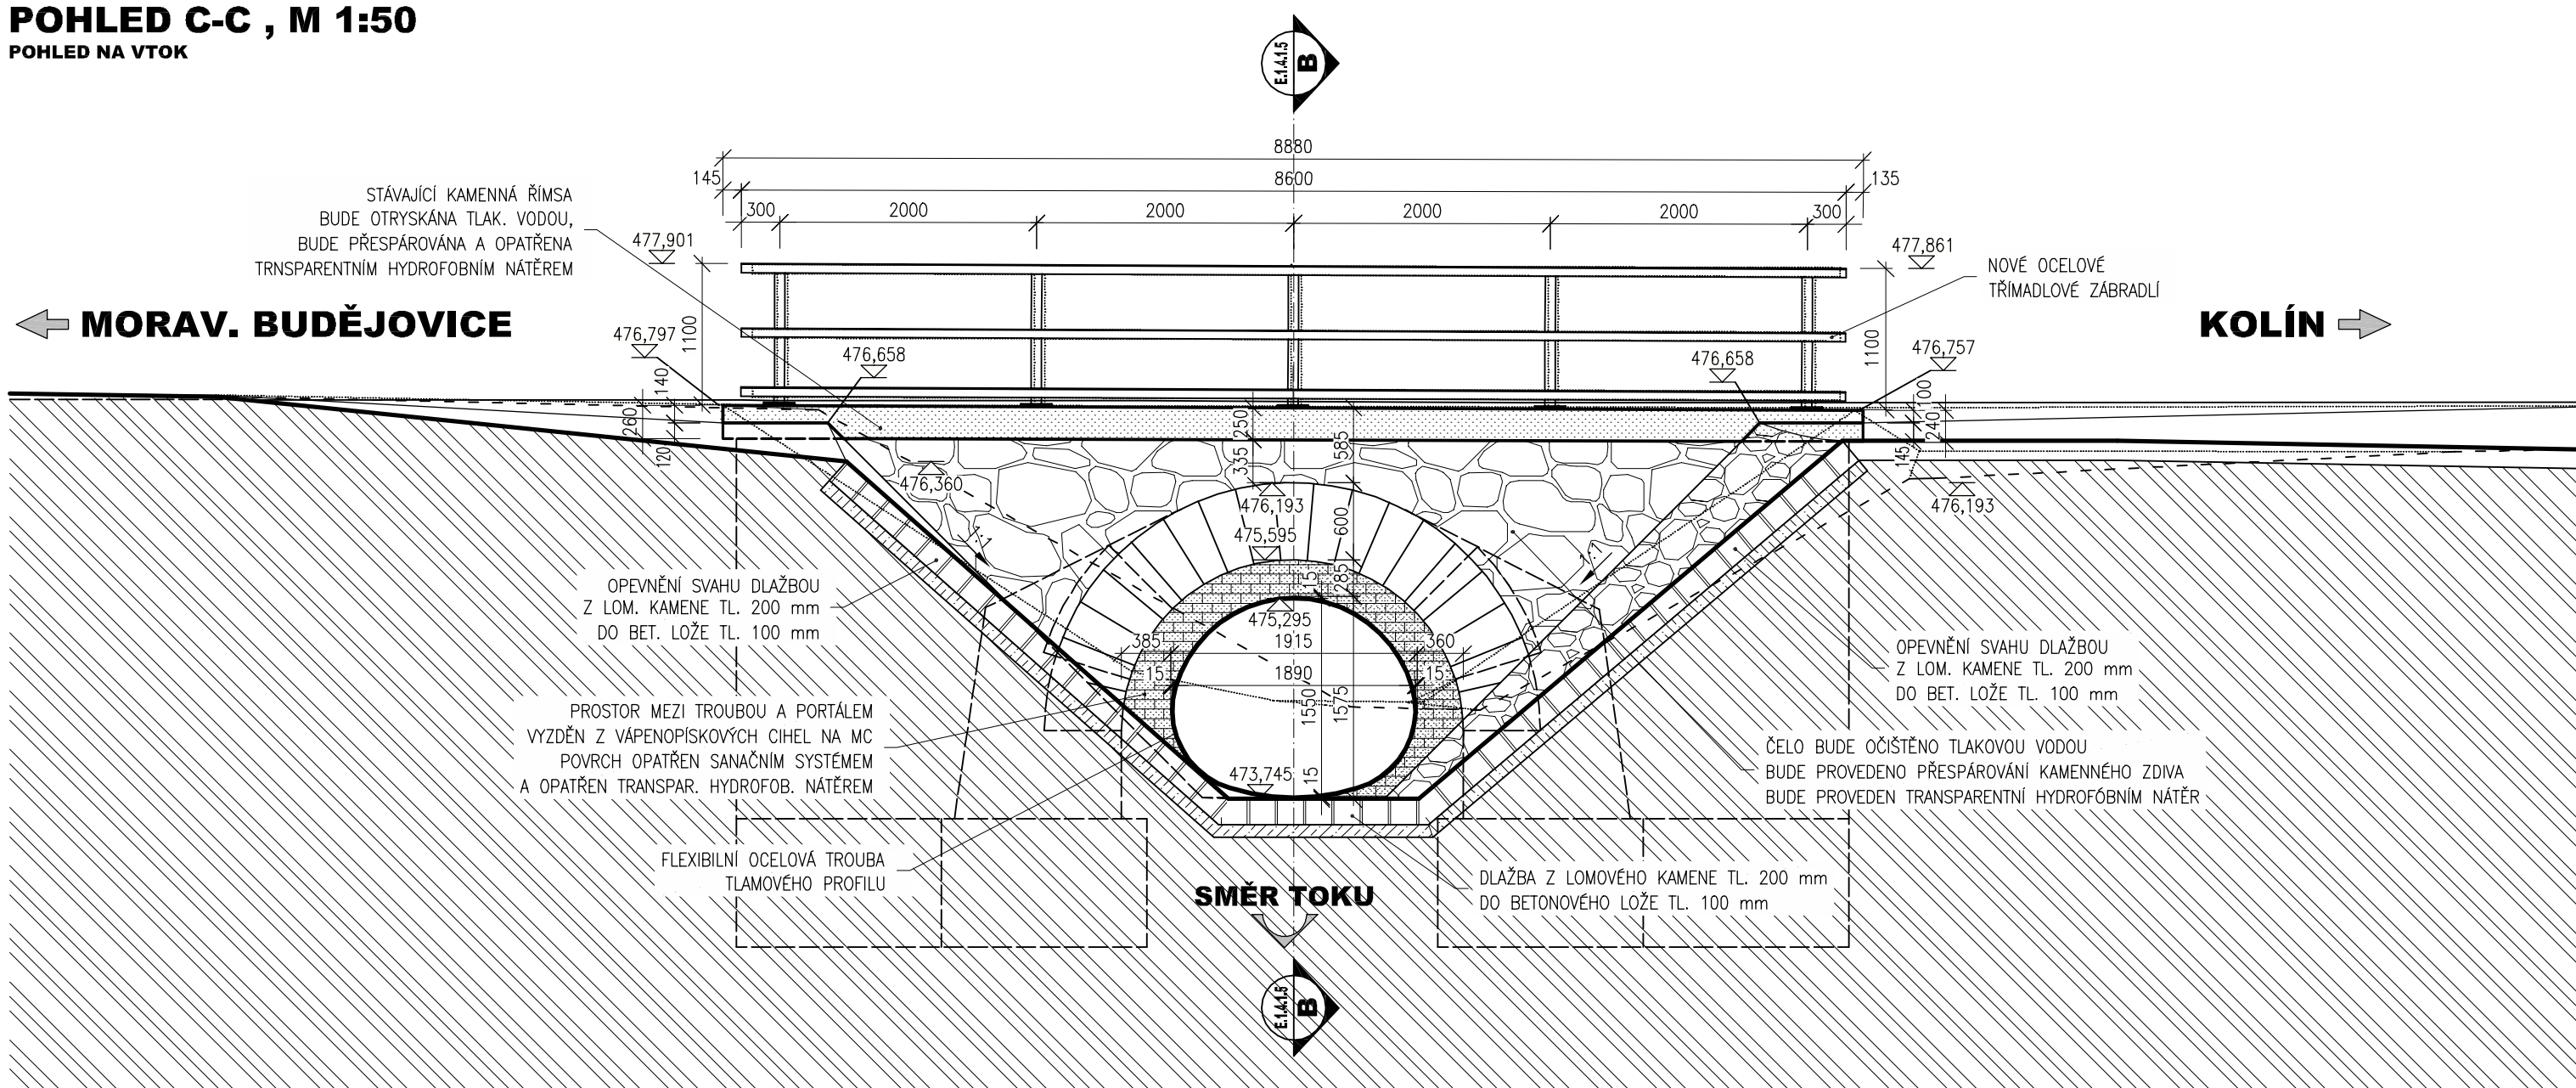 POHLED C-C , M 1:50
POHLED NA VTOK
E.1.4.1.5
B
8880
145
8600
135
300
2000
2000
2000
2000
300
STÁVAJÍCÍ KAMENNÁ ŘÍMSA
BUDE OTRYSKÁNA TLAK. VODOU,
BUDE PŘESPÁROVÁNA A OPATŘENA
TRNSPARENTNÍM HYDROFOBNÍM NÁTĚREM
477,901
477,861
NOVÉ OCELOVÉ
TŘÍMADLOVÉ ZÁBRADLÍ
MORAV. BUDĚJOVICE
KOLÍN
476,797
1100
476,658
476,658
1100
476,757
140
260
120
250
335
585
100
240
145
476,360
476,193
476,193
475,595
600
1:1
1:1
OPEVNĚNÍ SVAHU DLAŽBOU
Z LOM. KAMENE TL. 200 mm
DO BET. LOŽE TL. 100 mm
15
285
475,295
385
1915
360
15
1890
15
1550
1575
OPEVNĚNÍ SVAHU DLAŽBOU
Z LOM. KAMENE TL. 200 mm
DO BET. LOŽE TL. 100 mm
PROSTOR MEZI TROUBOU A PORTÁLEM
VYZDĚN Z VÁPENOPÍSKOVÝCH CIHEL NA MC
POVRCH OPATŘEN SANAČNÍM SYSTÉMEM
A OPATŘEN TRANSPAR. HYDROFOB. NÁTĚREM
473,745
15
ČELO BUDE OČIŠTĚNO TLAKOVOU VODOU
BUDE PROVEDENO PŘESPÁROVÁNÍ KAMENNÉHO ZDIVA
BUDE PROVEDEN TRANSPARENTNÍ HYDROFÓBNÍM NÁTĚR
FLEXIBILNÍ OCELOVÁ TROUBA
TLAMOVÉHO PROFILU
DLAŽBA Z LOMOVÉHO KAMENE TL. 200 mm
DO BETONOVÉHO LOŽE TL. 100 mm
SMĚR TOKU
E.1.4.1.5
B